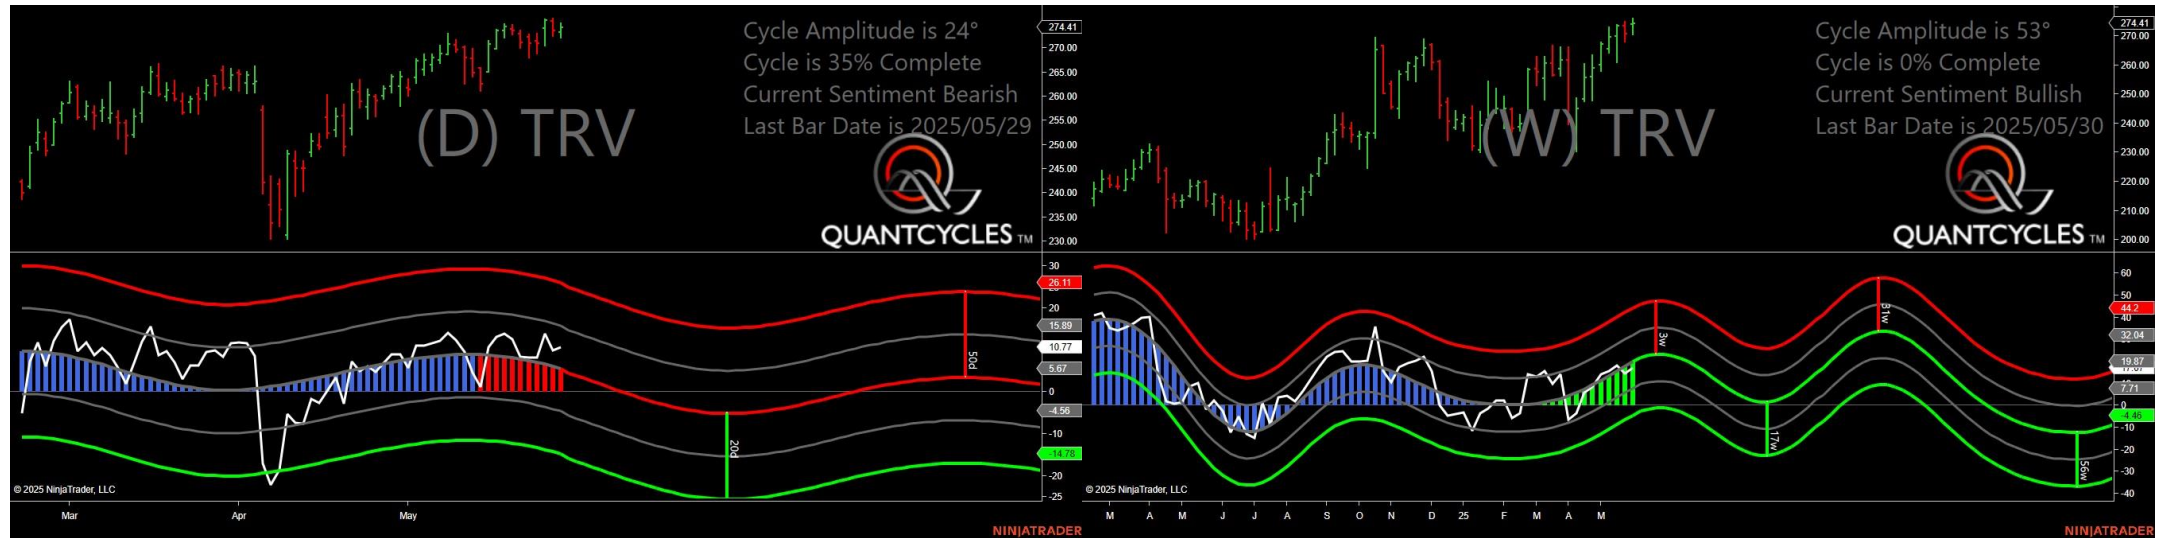 Cycle Amplitude is 24°
Cycle is 35% Complete
Current Sentiment Bearish
Last Bar Date is 2025/05/29
(D) TRV
QUANTCYCLES TM
274.41
270.00
265.00
260.00
255.00
250.00
245.00
240.00
235.00
230.00
30
26.11
20
15.89
10.77
5.67
0
-4.56
-10
-14.78
-20
-25
50d
20d
© 2025 NinjaTrader, LLC
Mar Apr May
NINJATRADER
Cycle Amplitude is 53°
Cycle is 0% Complete
Current Sentiment Bullish
Last Bar Date is 2025/05/30
(W) TRV
QUANTCYCLES TM
274.41
270.00
260.00
250.00
240.00
230.00
220.00
210.00
200.00
60
50
44.2
40
32.04
19.87
7.71
0
-4.46
-10
-20
-30
-40
3w
17w
31w
56w
© 2025 NinjaTrader, LLC
M A M J J A S O N D 25 F M A M
NINJATRADER